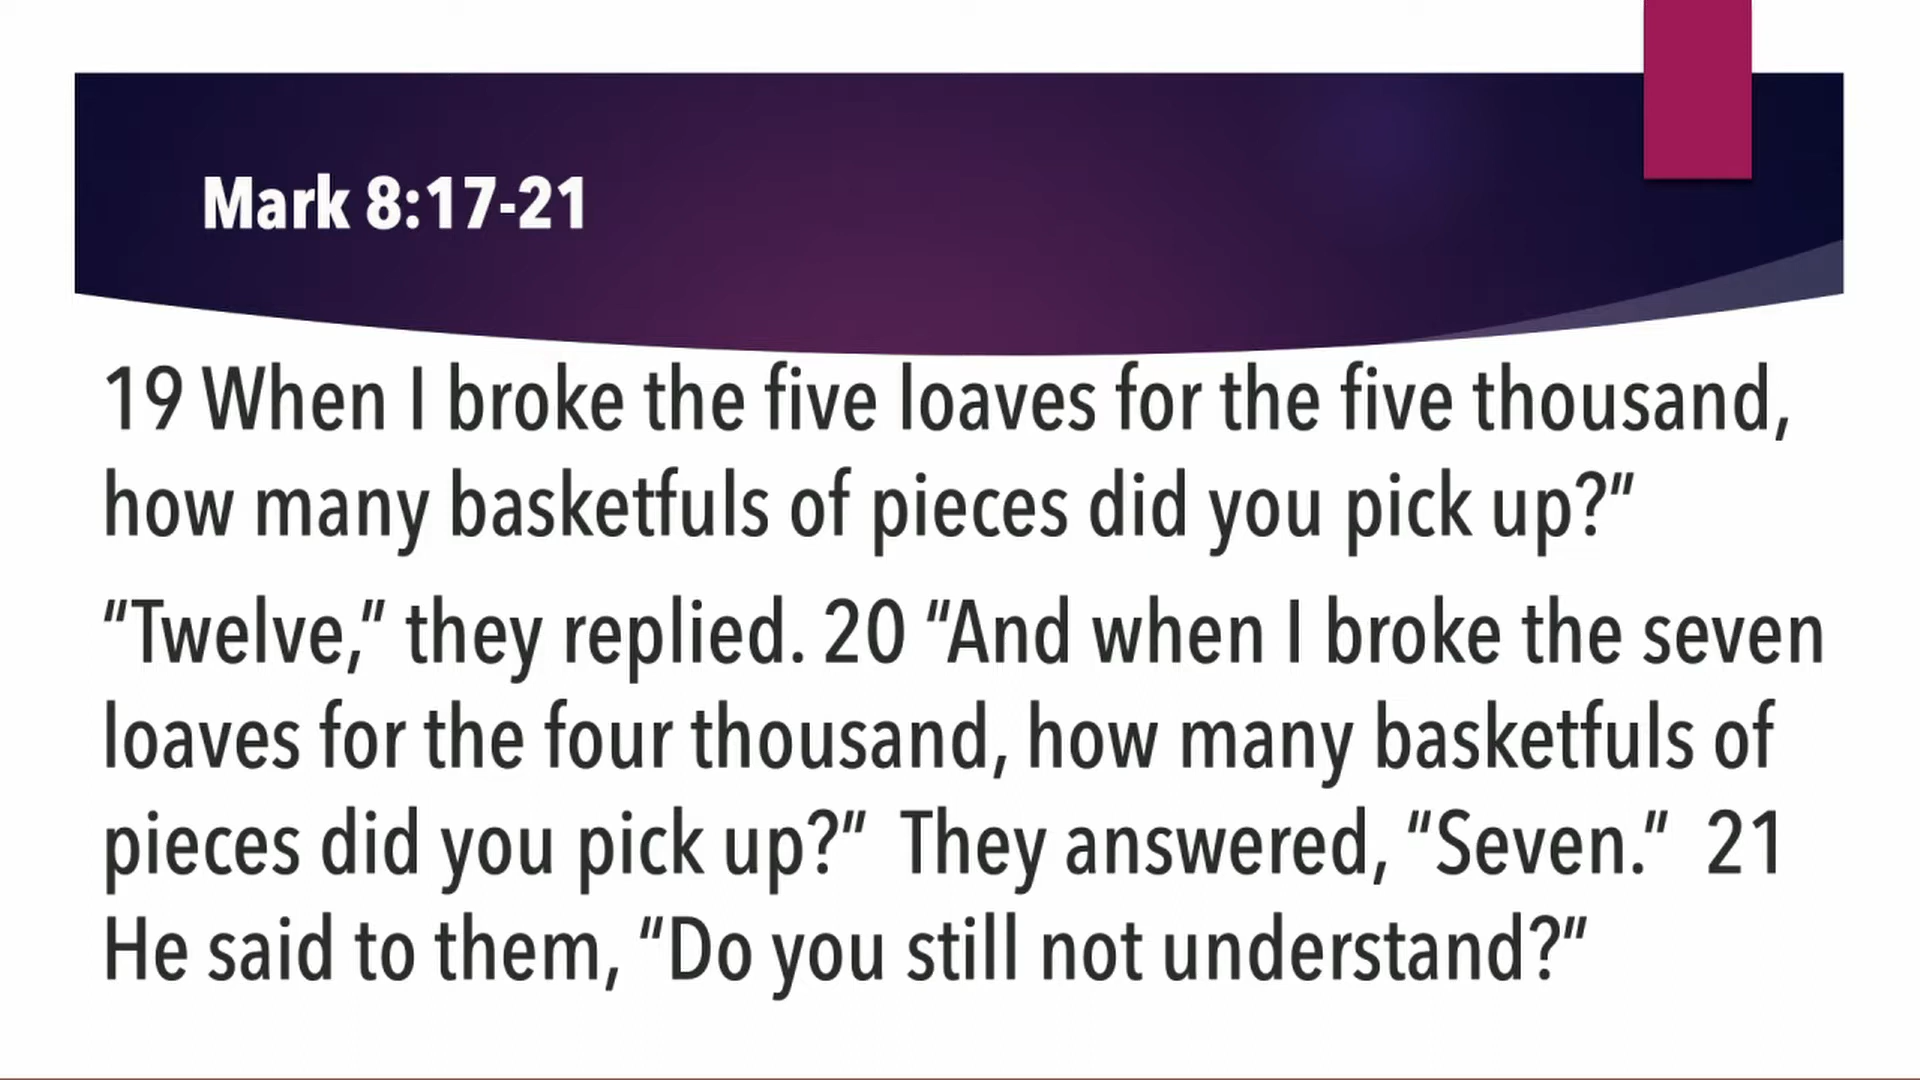 Mark 8:17-21
19 When I broke the five loaves for the five thousand,
how many basketfuls of pieces did you pick up?”
“Twelve,” they replied. 20 “And when I broke the seven
loaves for the four thousand, how many basketfuls of
pieces did you pick up?”  They answered, “Seven.”  21
He said to them, “Do you still not understand?”